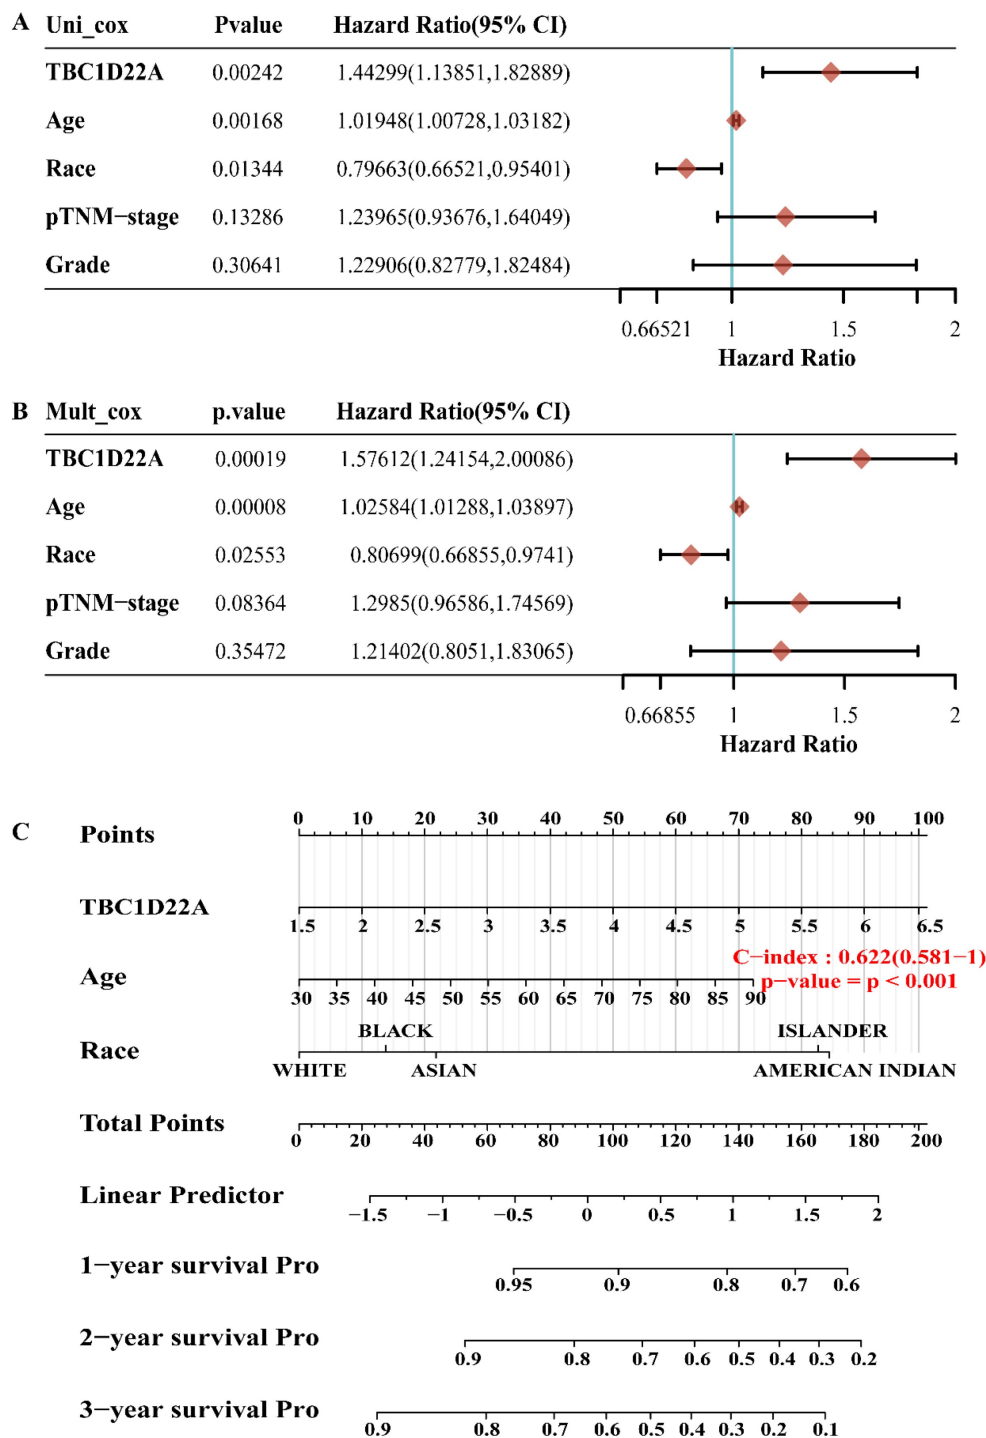 A Uni_cox Pvalue Hazard Ratio(95% CI)
TBC1D22A 0.00242 1.44299(1.13851,1.82889)
Age 0.00168 1.01948(1.00728,1.03182)
Race 0.01344 0.79663(0.66521,0.95401)
pTNM−stage 0.13286 1.23965(0.93676,1.64049)
Grade 0.30641 1.22906(0.82779,1.82484)
0.66521 1 1.5 2
Hazard Ratio
B Mult_cox p.value Hazard Ratio(95% CI)
TBC1D22A 0.00019 1.57612(1.24154,2.00086)
Age 0.00008 1.02584(1.01288,1.03897)
Race 0.02553 0.80699(0.66855,0.9741)
pTNM−stage 0.08364 1.2985(0.96586,1.74569)
Grade 0.35472 1.21402(0.8051,1.83065)
0.66855 1 1.5 2
Hazard Ratio
C Points 0 10 20 30 40 50 60 70 80 90 100
TBC1D22A
1.5 2 2.5 3 3.5 4 4.5 5 5.5 6 6.5
C−index : 0.622(0.581−1)
p−value = p < 0.001
Age
30 35 40 45 50 55 60 65 70 75 80 85 90
BLACK ISLANDER
Race
WHITE ASIAN AMERICAN INDIAN
Total Points
0 20 40 60 80 100 120 140 160 180 200
Linear Predictor
−1.5 −1 −0.5 0 0.5 1 1.5 2
1−year survival Pro
0.95 0.9 0.8 0.7 0.6
2−year survival Pro
0.9 0.8 0.7 0.6 0.5 0.4 0.3 0.2
3−year survival Pro
0.9 0.8 0.7 0.6 0.5 0.4 0.3 0.2 0.1